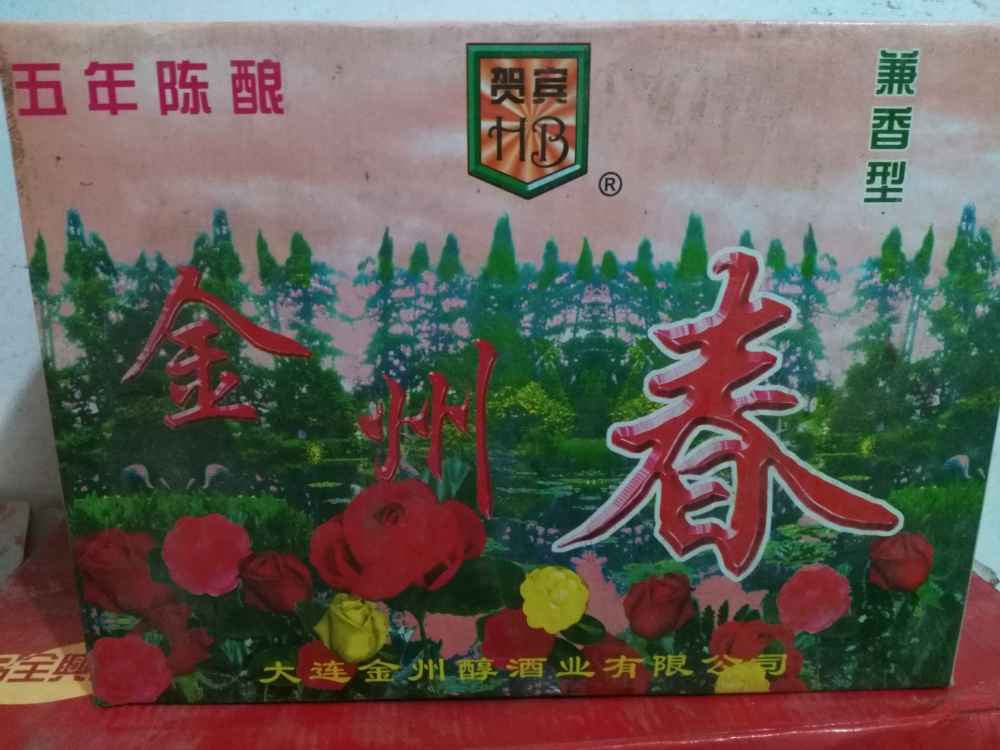 五年陈酿
贺宾
HB
®
兼香型
金州春
大连金州醇酒业有限公司